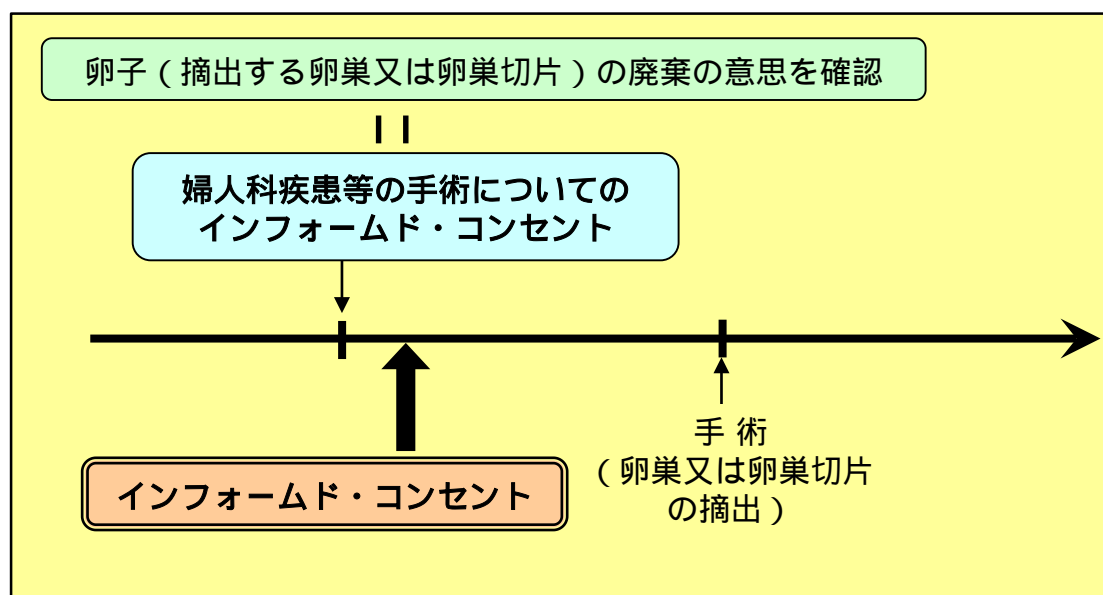 卵子（摘出する卵巣又は卵巣切片）の廃棄の意思を確認
婦人科疾患等の手術についての
インフォームド・コンセント
インフォームド・コンセント
手 術
（卵巣又は卵巣切片
の摘出）